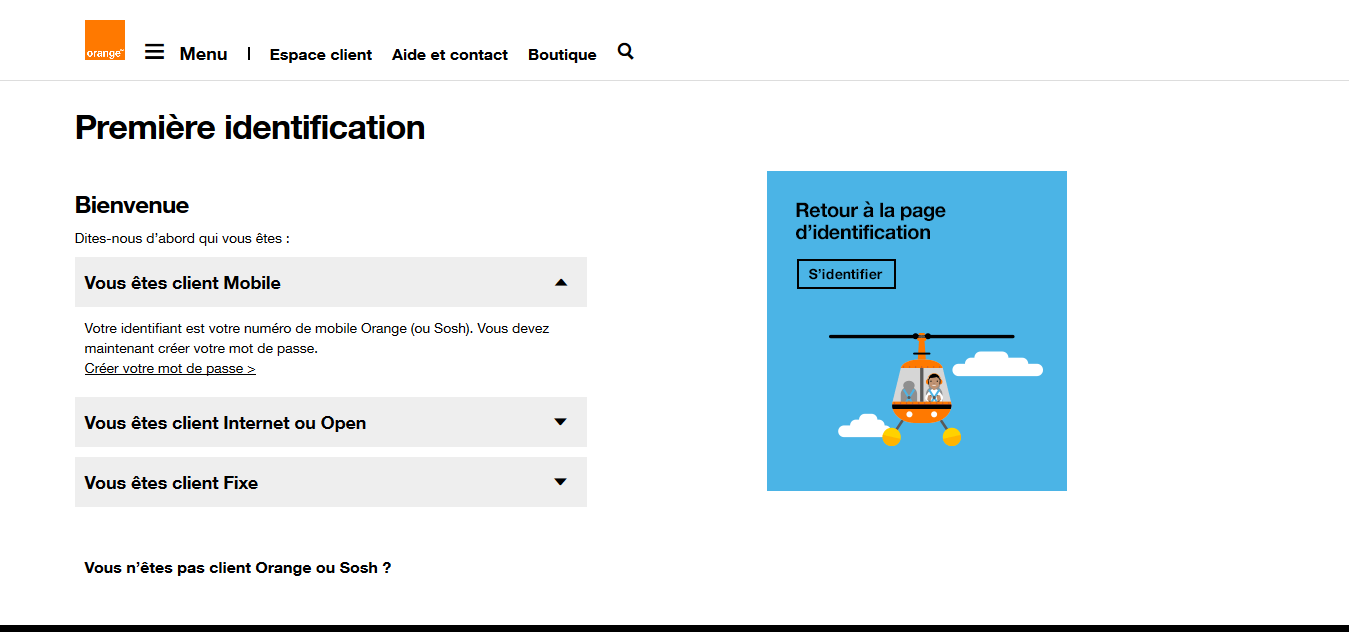 orange™
Menu | Espace client Aide et contact Boutique
Première identification
Bienvenue
Dites-nous d’abord qui vous êtes :
Vous êtes client Mobile
Votre identifiant est votre numéro de mobile Orange (ou Sosh). Vous devez
maintenant créer votre mot de passe.
Créer votre mot de passe >
Vous êtes client Internet ou Open
Vous êtes client Fixe
Vous n’êtes pas client Orange ou Sosh ?
Retour à la page
d’identification
S’identifier